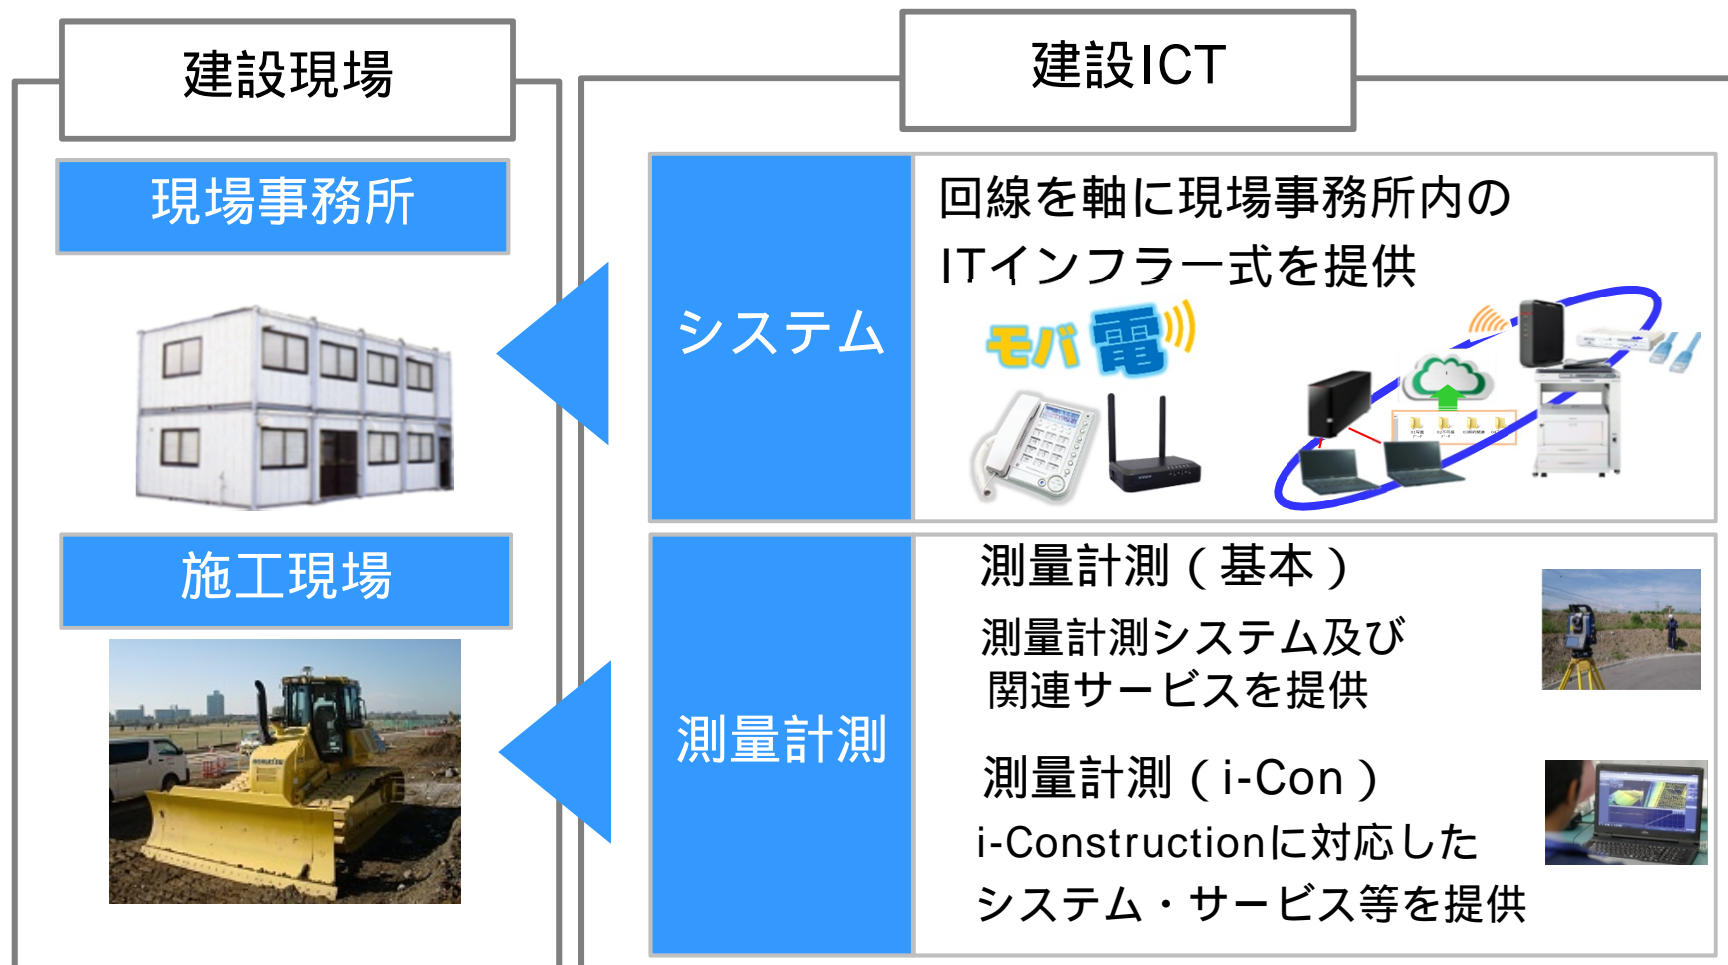 建設現場
建設ICT
現場事務所
システム
回線を軸に現場事務所内の
ITインフラ一式を提供
モバ電
施工現場
測量計測
測量計測（基本）
測量計測システム及び
関連サービスを提供
測量計測（i-Con）
i-Constructionに対応した
システム・サービス等を提供
KOMATSU